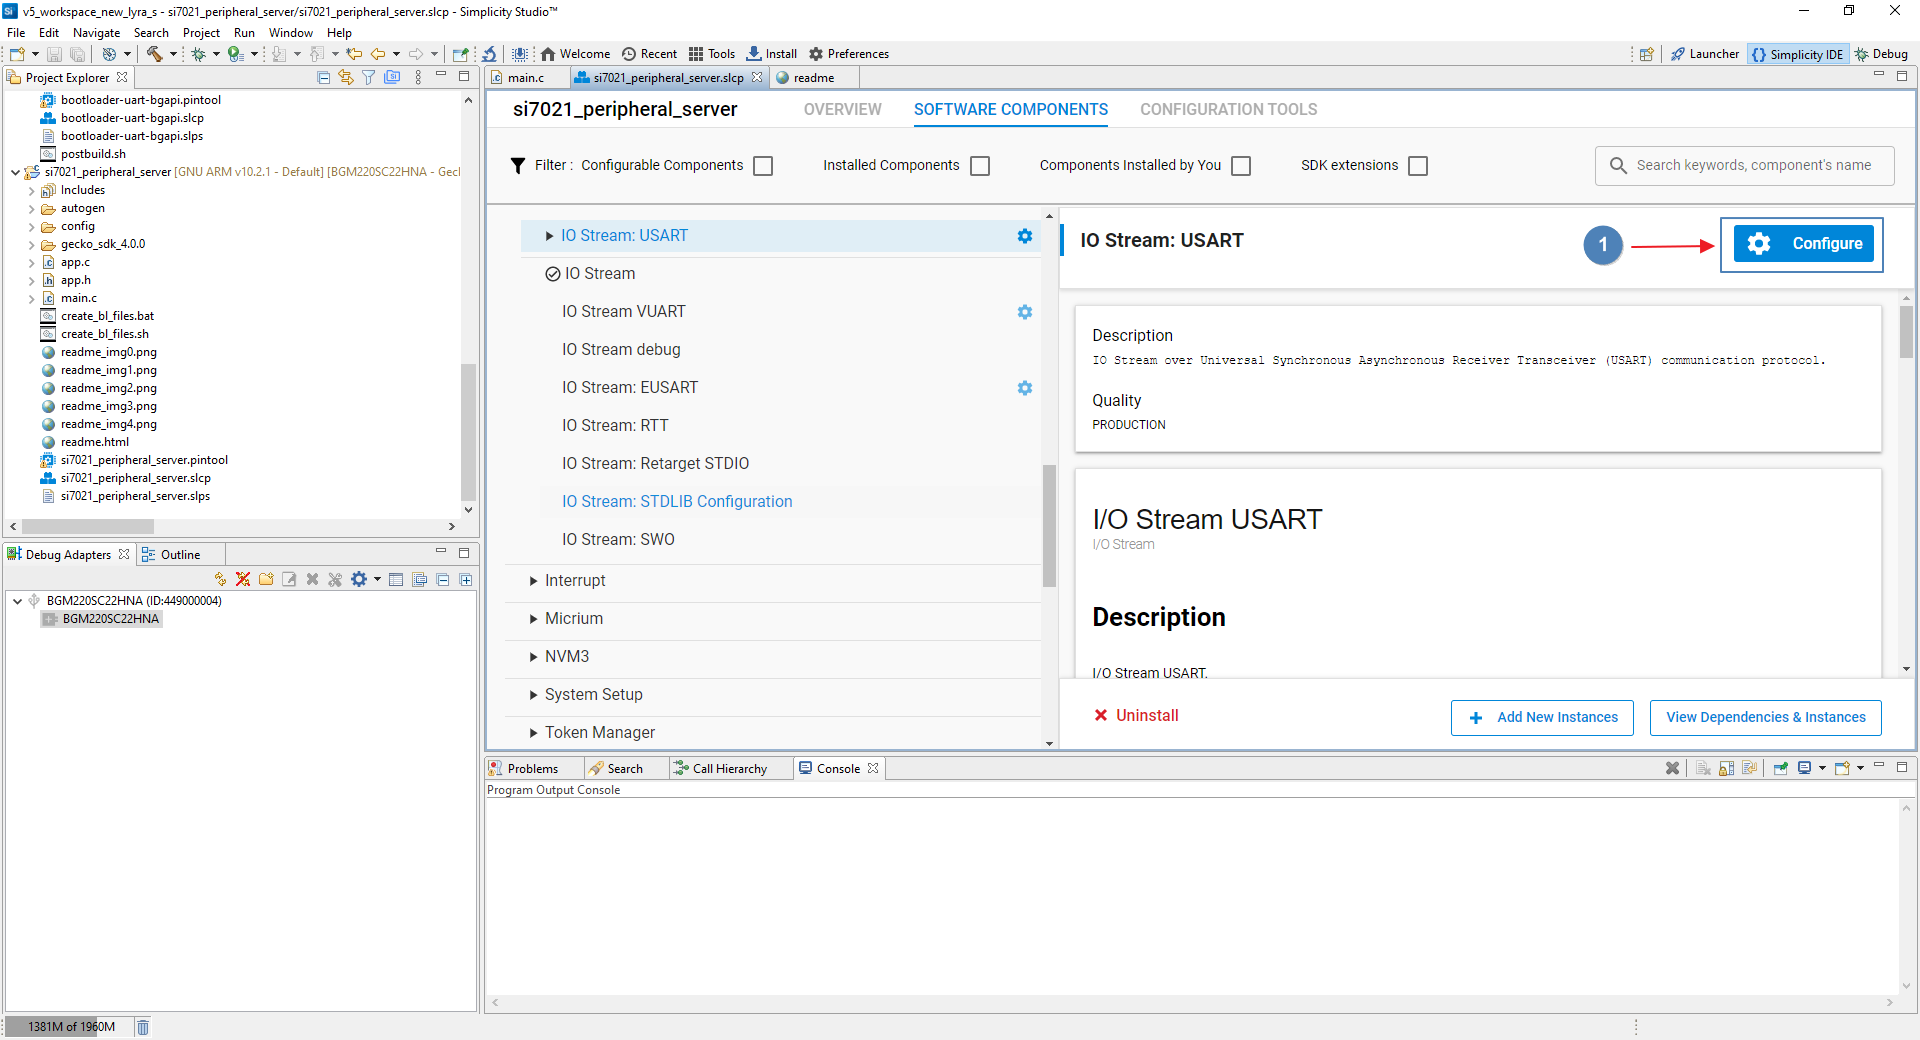 v5_workspace_new_lyra_s - si7021_peripheral_server/si7021_peripheral_server.slcp - Simplicity Studio™
File Edit Navigate Search Project Run Window Help
Welcome Recent Tools Install Preferences Launcher Simplicity IDE Debug
Project Explorer
bootloader-uart-bgapi.pintool
bootloader-uart-bgapi.slcp
bootloader-uart-bgapi.slps
postbuild.sh
si7021_peripheral_server [GNU ARM v10.2.1 - Default] [BGM220SC22HNA - Gecl
Includes
autogen
config
gecko_sdk_4.0.0
app.c
app.h
main.c
create_bl_files.bat
create_bl_files.sh
readme_img0.png
readme_img1.png
readme_img2.png
readme_img3.png
readme_img4.png
readme.html
si7021_peripheral_server.pintool
si7021_peripheral_server.slcp
si7021_peripheral_server.slps
Debug Adapters Outline
BGM220SC22HNA (ID:449000004)
BGM220SC22HNA
1381M of 1960M
main.c si7021_peripheral_server.slcp readme
si7021_peripheral_server OVERVIEW SOFTWARE COMPONENTS CONFIGURATION TOOLS
Filter : Configurable Components Installed Components Components Installed by You SDK extensions Search keywords, component's name
IO Stream: USART
IO Stream
IO Stream VUART
IO Stream debug
IO Stream: EUSART
IO Stream: RTT
IO Stream: Retarget STDIO
IO Stream: STDLIB Configuration
IO Stream: SWO
Interrupt
Micrium
NVM3
System Setup
Token Manager
IO Stream: USART 1 Configure
Description
IO Stream over Universal Synchronous Asynchronous Receiver Transceiver (USART) communication protocol.
Quality
PRODUCTION
I/O Stream USART
I/O Stream
Description
I/O Stream USART.
Uninstall Add New Instances View Dependencies & Instances
Problems Search Call Hierarchy Console
Program Output Console